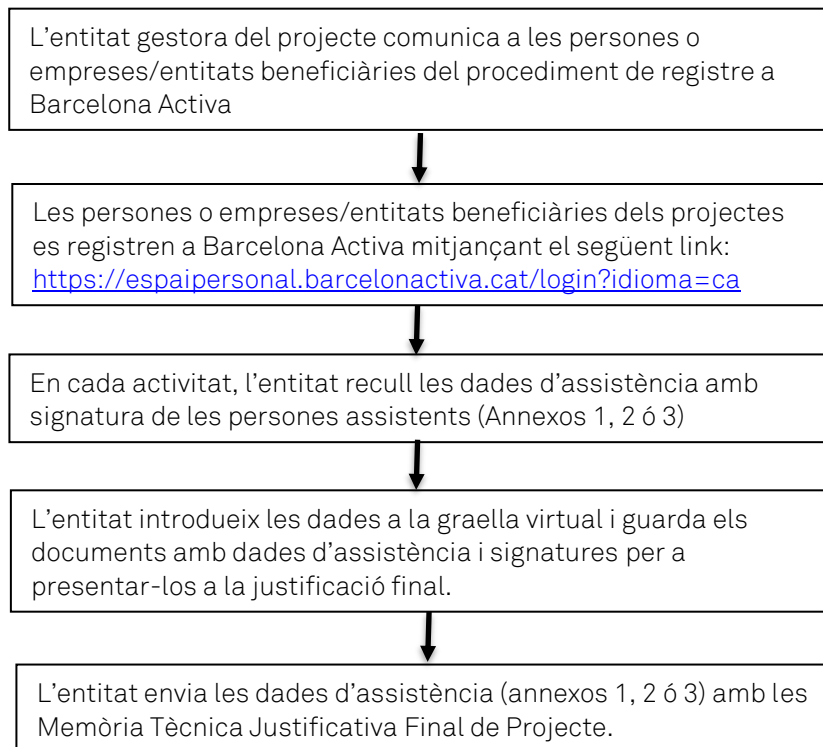 L’entitat gestora del projecte comunica a les persones o
empreses/entitats beneficiàries del procediment de registre a
Barcelona Activa
Les persones o empreses/entitats beneficiàries dels projectes
es registren a Barcelona Activa mitjançant el següent link:
https://espaipersonal.barcelonactiva.cat/login?idioma=ca
En cada activitat, l’entitat recull les dades d’assistència amb
signatura de les persones assistents (Annexos 1, 2 ó 3)
L’entitat introdueix les dades a la graella virtual i guarda els
documents amb dades d’assistència i signatures per a
presentar-los a la justificació final.
L’entitat envia les dades d’assistència (annexos 1, 2 ó 3) amb les
Memòria Tècnica Justificativa Final de Projecte.